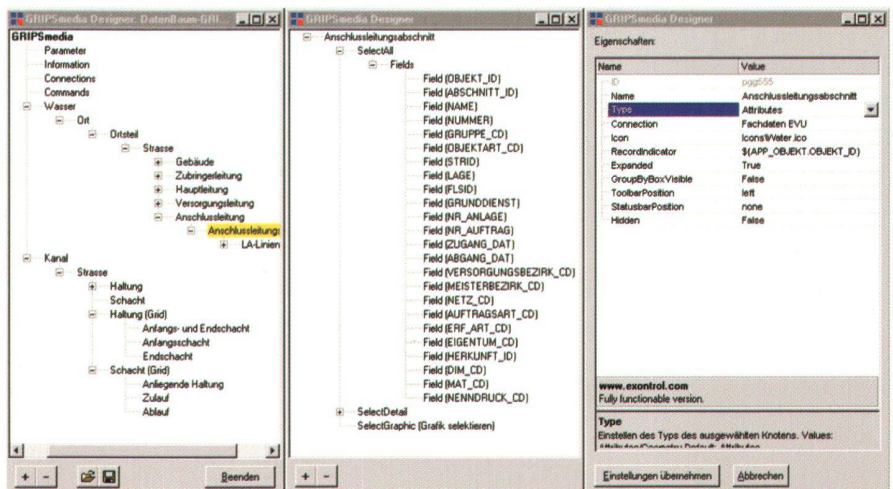 GRIPSmedia Designer. DatenBaum-GRI...
GRIPSmedia
Parameter
Information
Connections
Commands
Wasser
Ort
Ortsteil
Strasse
Gebäude
Zubringerleitung
Hauptleitung
Versorgungsleitung
Anschlussleitung
Anschlussleitungs
LA-Linien
Kanal
Strasse
Haltung
Schacht
Haltung (Grid)
Anfangs- und Endschacht
Anfangsschacht
Endschacht
Schacht (Grid)
Anliegende Haltung
Zulauf
Ablauf
Beenden
GRIPSmedia Designer
Anschlussleitungsabschnitt
SelectAll
Fields
Field (OBJEKT_ID)
Field (ABSCHNITT_ID)
Field (NAME)
Field (NUMMER)
Field (GRUPPE_CD)
Field (OBJEKTART_CD)
Field (STRID)
Field (LAGE)
Field (FLSID)
Field (GRUNDDIENST)
Field (NR_ANLAGE)
Field (NR_AUFTRAG)
Field (ZUGANG_DAT)
Field (ABGANG_DAT)
Field (VERSORGUNGSBEZIRK_CD)
Field (MEISTERBEZIRK_CD)
Field (NETZ_CD)
Field (AUFTRAGSART_CD)
Field (ERF_ART_CD)
Field (EIGENTUM_CD)
Field (HERKUNFT_ID)
Field (DIM_CD)
Field (MAT_CD)
Field (NENNDRUCK_CD)
SelectDetail
SelectGraphic (Grafik selektieren)
GRIPSmedia Designer
Eigenschaften:
Name Value
ID pgg555
Name Anschlussleitungsabschnitt
Type Attributes
Connection Fachdaten EVU
Icon Icons\Water.ico
RecordIndicator ${APP_OBJEKT.OBJEKT_ID}
Expanded True
GroupByBoxVisible False
ToolbarPosition left
StatusbarPosition none
Hidden False
www.exontrol.com
Fully functionable version.
Type
Einstellen des Typs des ausgewählten Knotens. Values:
Attributes/Geometry Default: Attributes
Einstellungen übernehmen Abbrechen